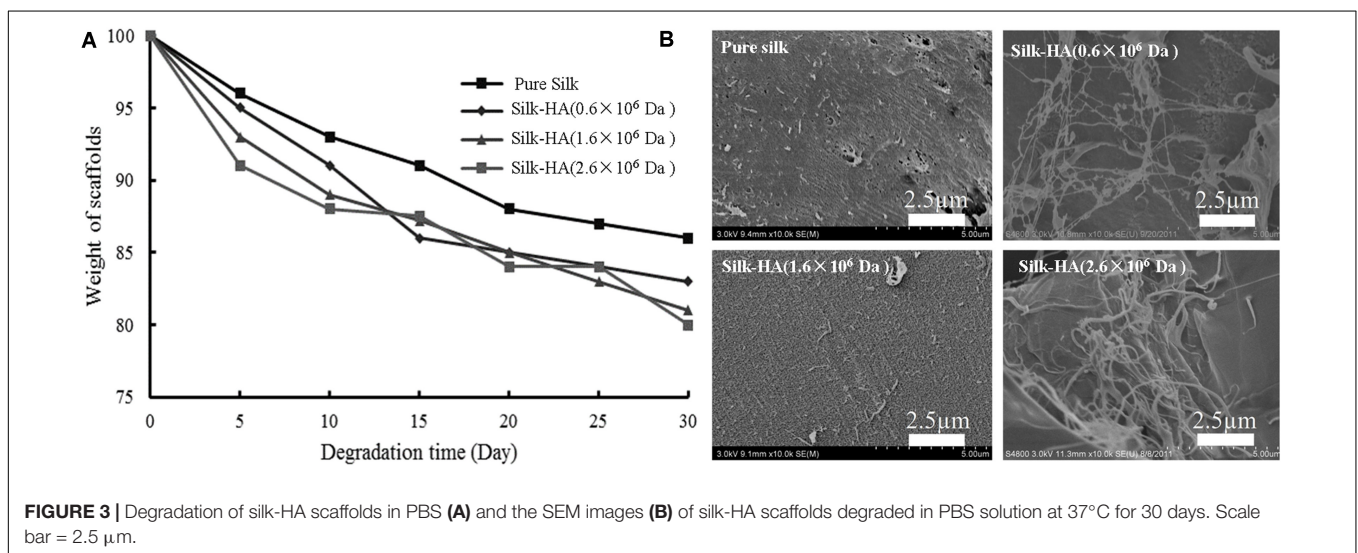 A
100
95
90
85
80
75
Weight of scaffolds
0 5 10 15 20 25 30
Degradation time (Day)
Pure Silk
Silk-HA(0.6×10⁶ Da )
Silk-HA(1.6×10⁶ Da )
Silk-HA(2.6×10⁶ Da )
B
Pure silk
2.5µm
3.0kV 9.4mm x10.0k SE(M) 5.00um
Silk-HA(0.6×10⁶ Da )
2.5µm
S4800 3.0kV 10.8mm x10.0k SE(U) 9/20/2011 5.00um
Silk-HA(1.6×10⁶ Da )
2.5µm
3.0kV 9.1mm x10.0k SE(M) 5.00um
Silk-HA(2.6×10⁶ Da )
2.5µm
S4800 3.0kV 11.3mm x10.0k SE(U) 8/8/2011 5.00um
FIGURE 3 | Degradation of silk-HA scaffolds in PBS (A) and the SEM images (B) of silk-HA scaffolds degraded in PBS solution at 37°C for 30 days. Scale
bar = 2.5 µm.